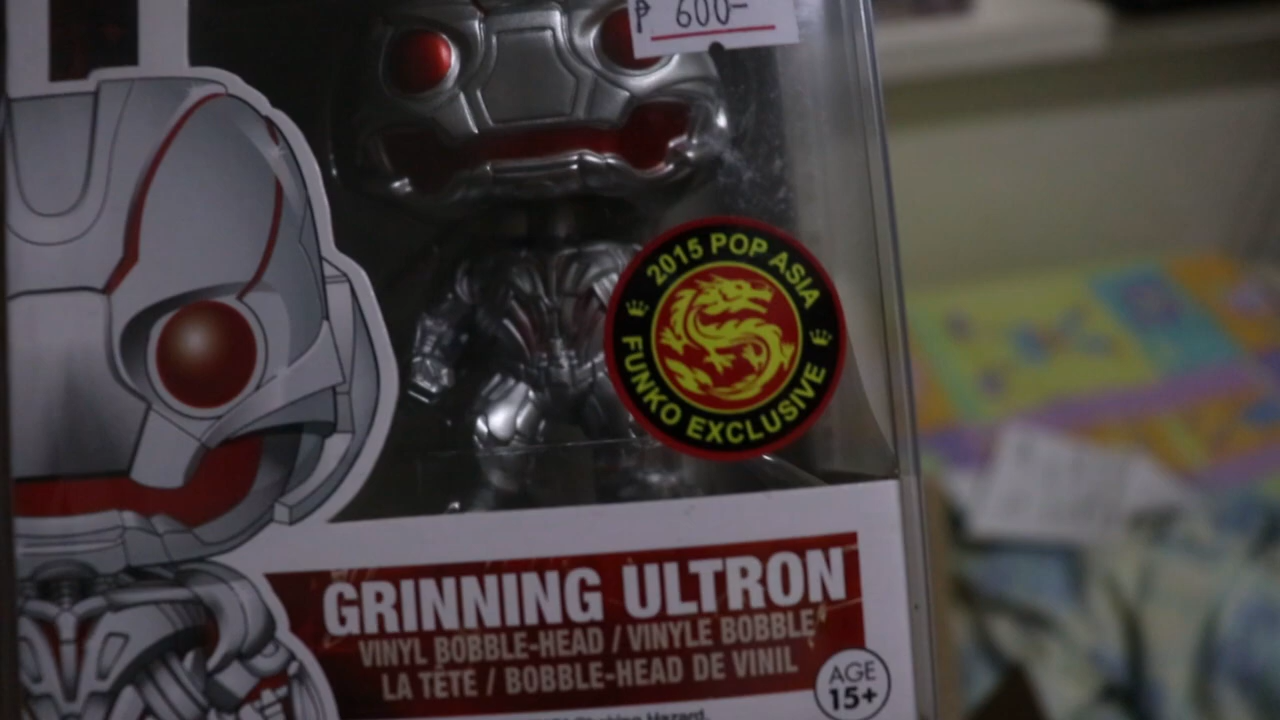 ₱ 600-
2015 POP ASIA
FUNKO EXCLUSIVE
GRINNING ULTRON
VINYL BOBBLE-HEAD / VINYLE BOBBLE
LA TÊTE / BOBBLE-HEAD DE VINIL
AGE
15+
Hazard.